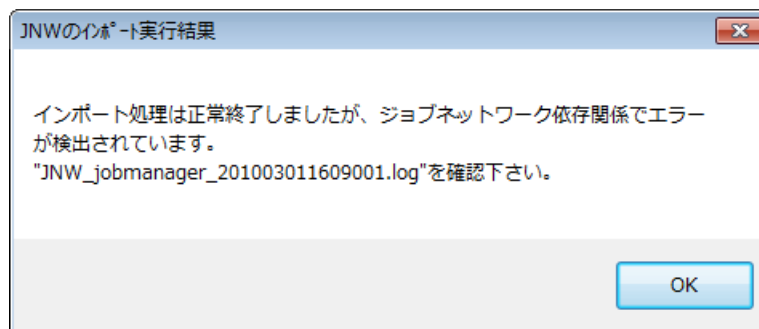 JNWのｲﾝﾎﾟｰﾄ実行結果
インポート処理は正常終了しましたが、ジョブネットワーク依存関係でエラー
が検出されています。
"JNW_jobmanager_201003011609001.log"を確認下さい。
OK